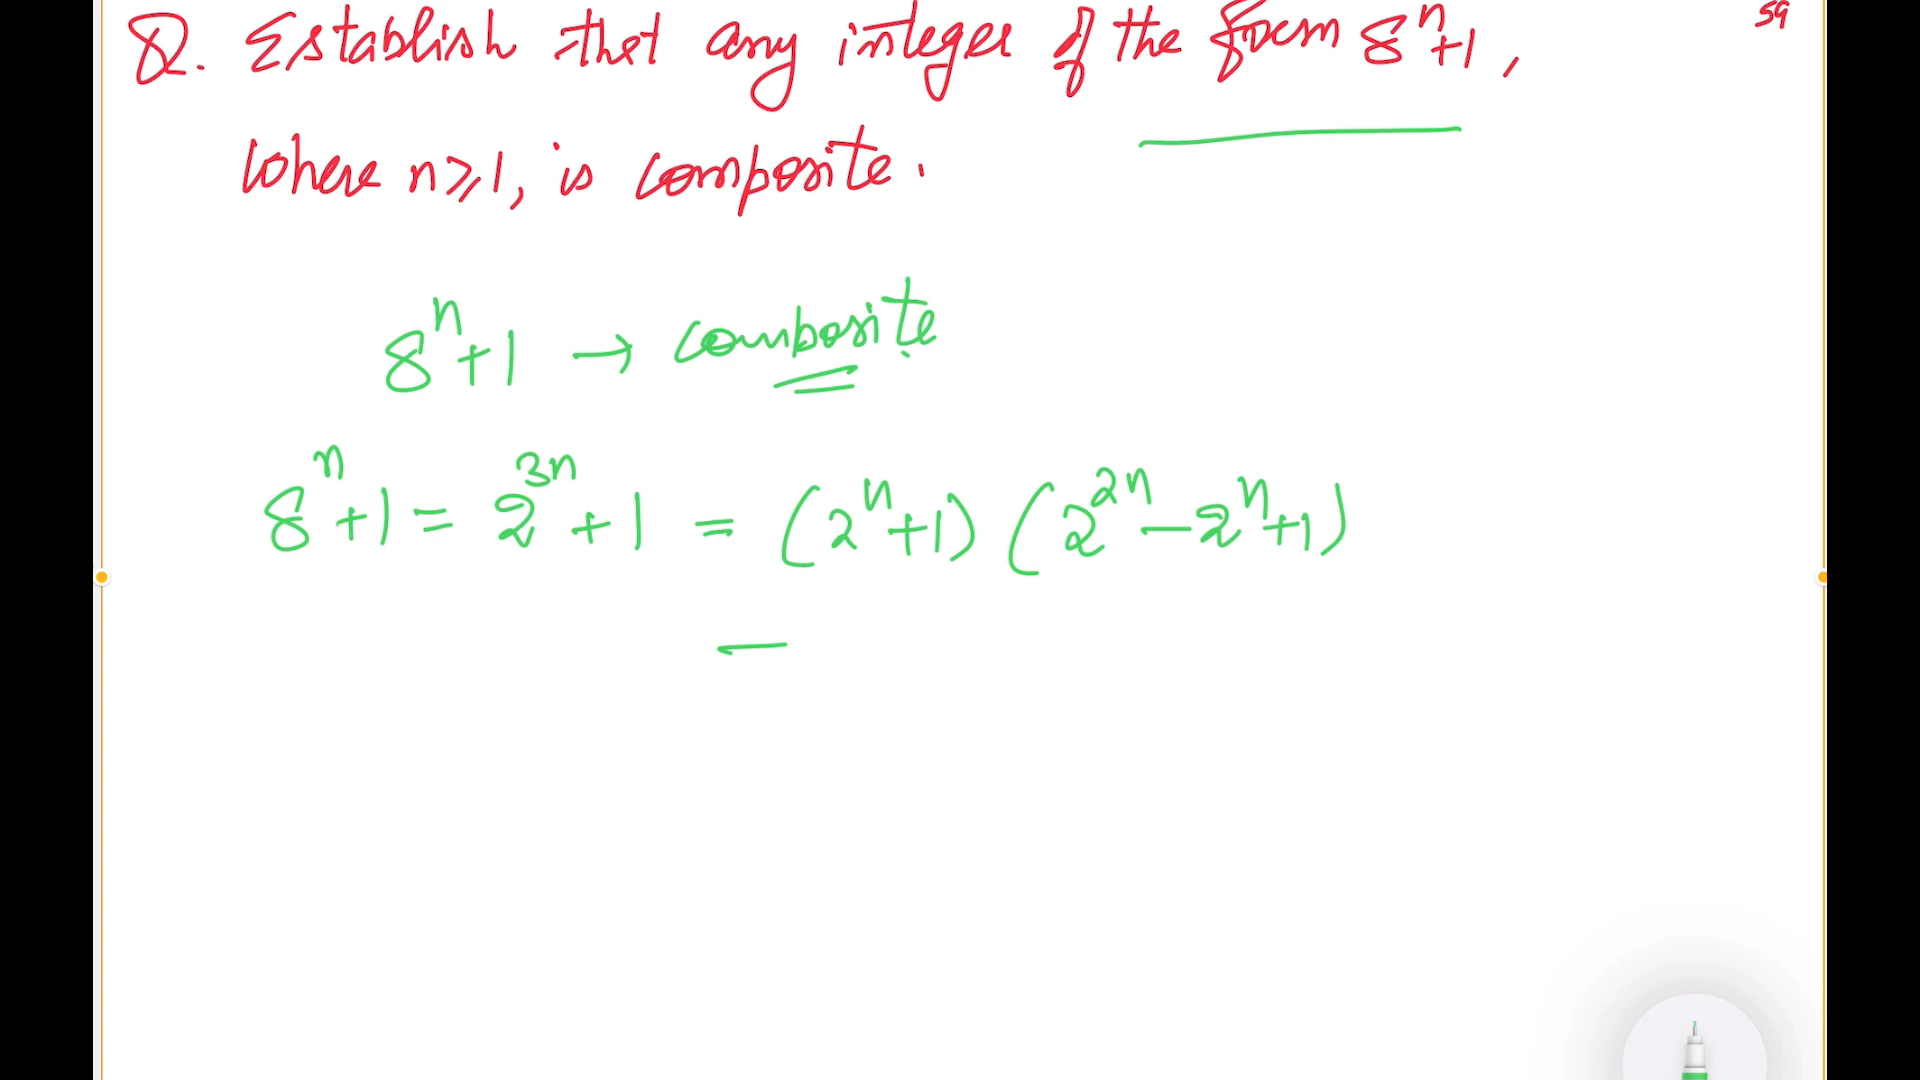 Q. Establish that any integer of the form 8^n+1, 59
where n≥1, is composite.
8^n+1 → composite
8^n+1 = 2^3n+1 = (2^n+1)(2^2n-2^n+1)